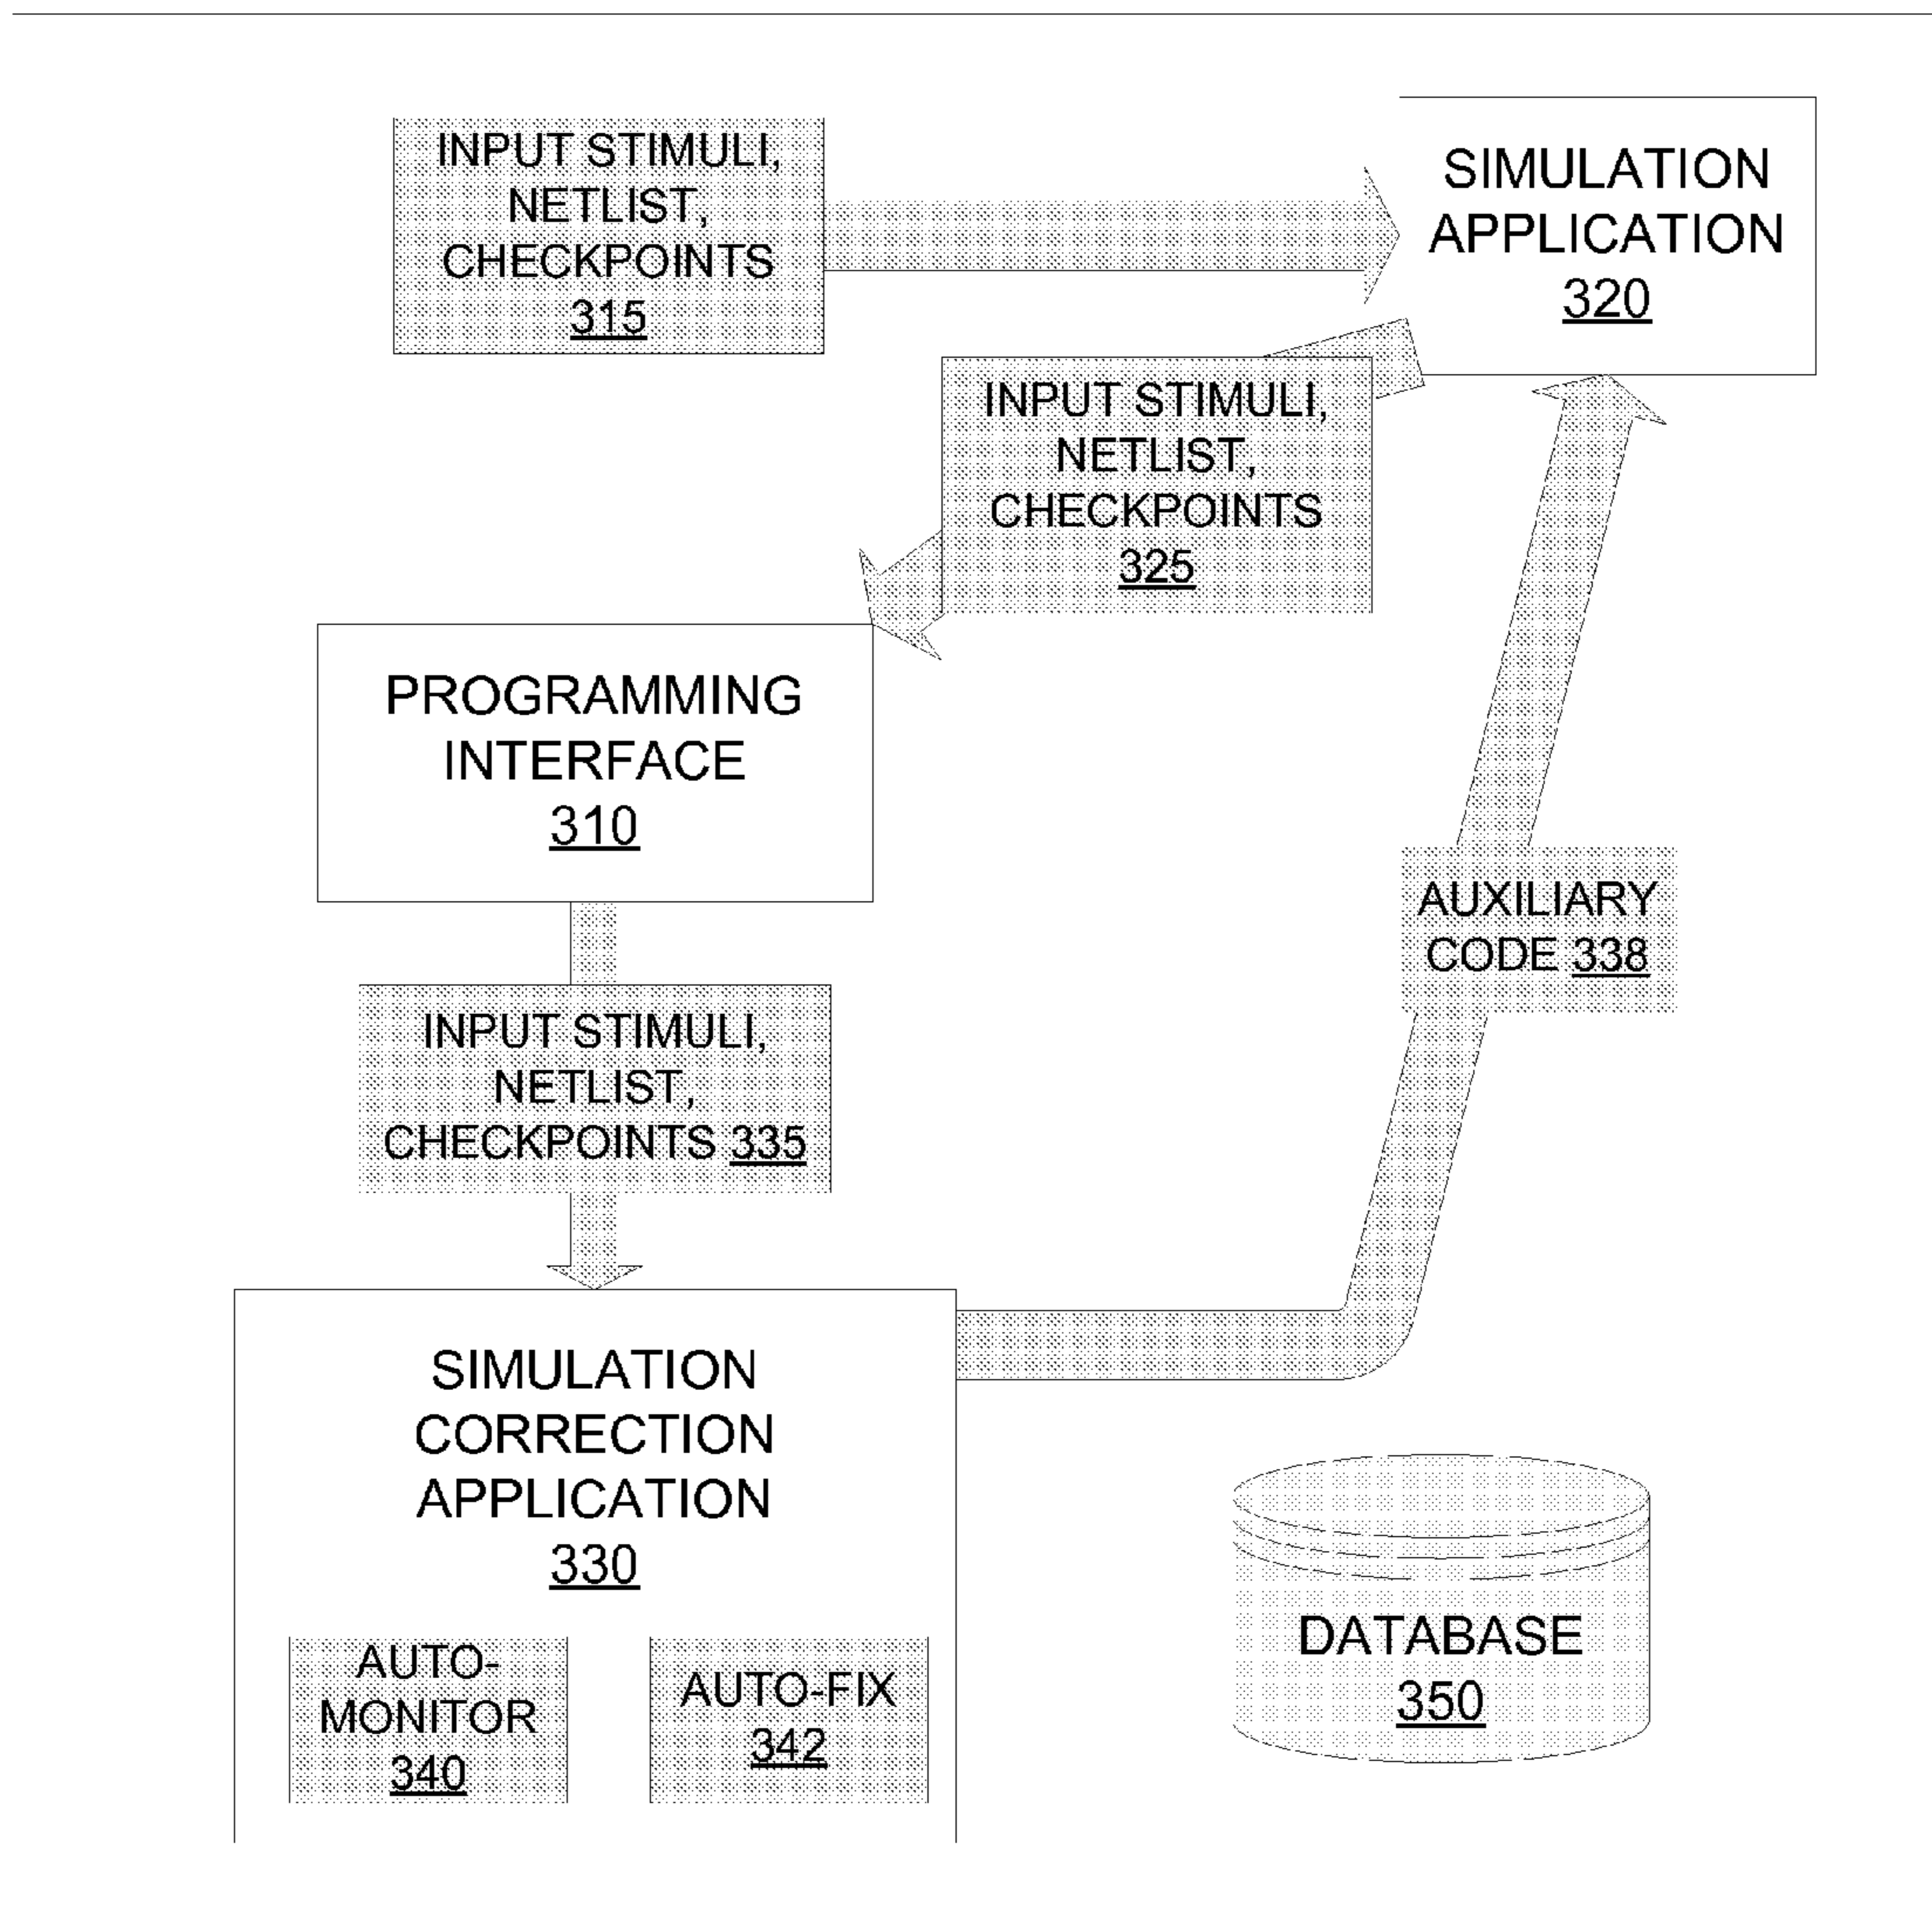 INPUT STIMULI,
NETLIST,
CHECKPOINTS
315
SIMULATION
APPLICATION
320
INPUT STIMULI,
NETLIST,
CHECKPOINTS
325
PROGRAMMING
INTERFACE
310
AUXILIARY
CODE 338
INPUT STIMULI,
NETLIST,
CHECKPOINTS 335
SIMULATION
CORRECTION
APPLICATION
330
AUTO-
MONITOR
340
AUTO-FIX
342
DATABASE
350